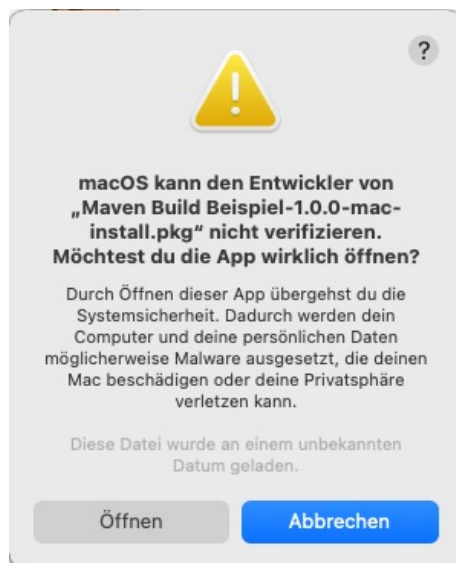 ?
macOS kann den Entwickler von
„Maven Build Beispiel-1.0.0-mac-
install.pkg“ nicht verifizieren.
Möchtest du die App wirklich öffnen?
Durch Öffnen dieser App übergehst du die
Systemsicherheit. Dadurch werden dein
Computer und deine persönlichen Daten
möglicherweise Malware ausgesetzt, die deinen
Mac beschädigen oder deine Privatsphäre
verletzen kann.
Diese Datei wurde an einem unbekannten
Datum geladen.
Öffnen Abbrechen